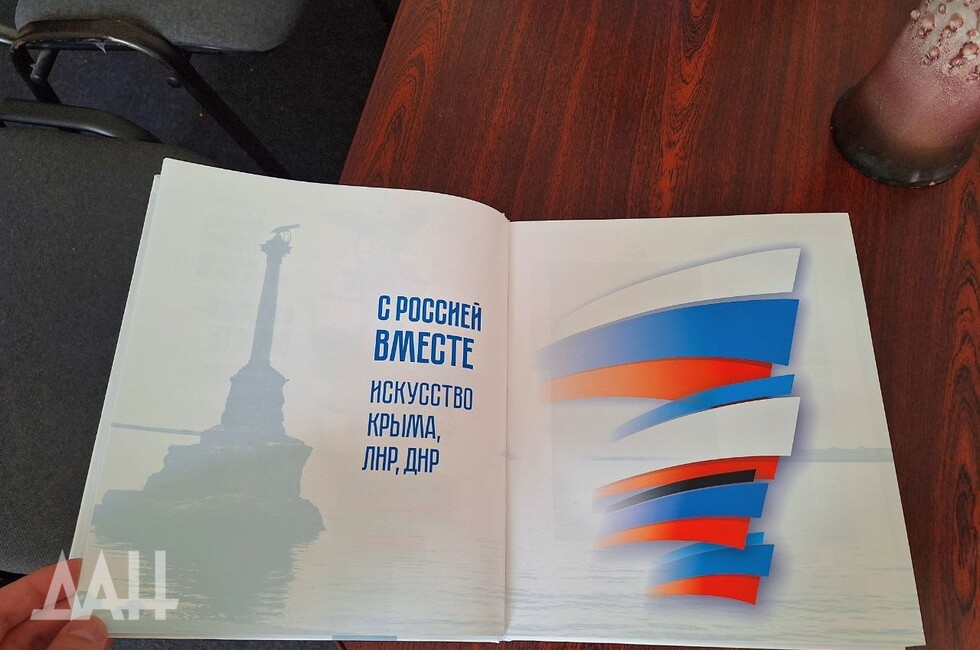 С РОССИЕЙ
ВМЕСТЕ
ИСКУССТВО
КРЫМА,
ЛНР, ДНР
ДАН